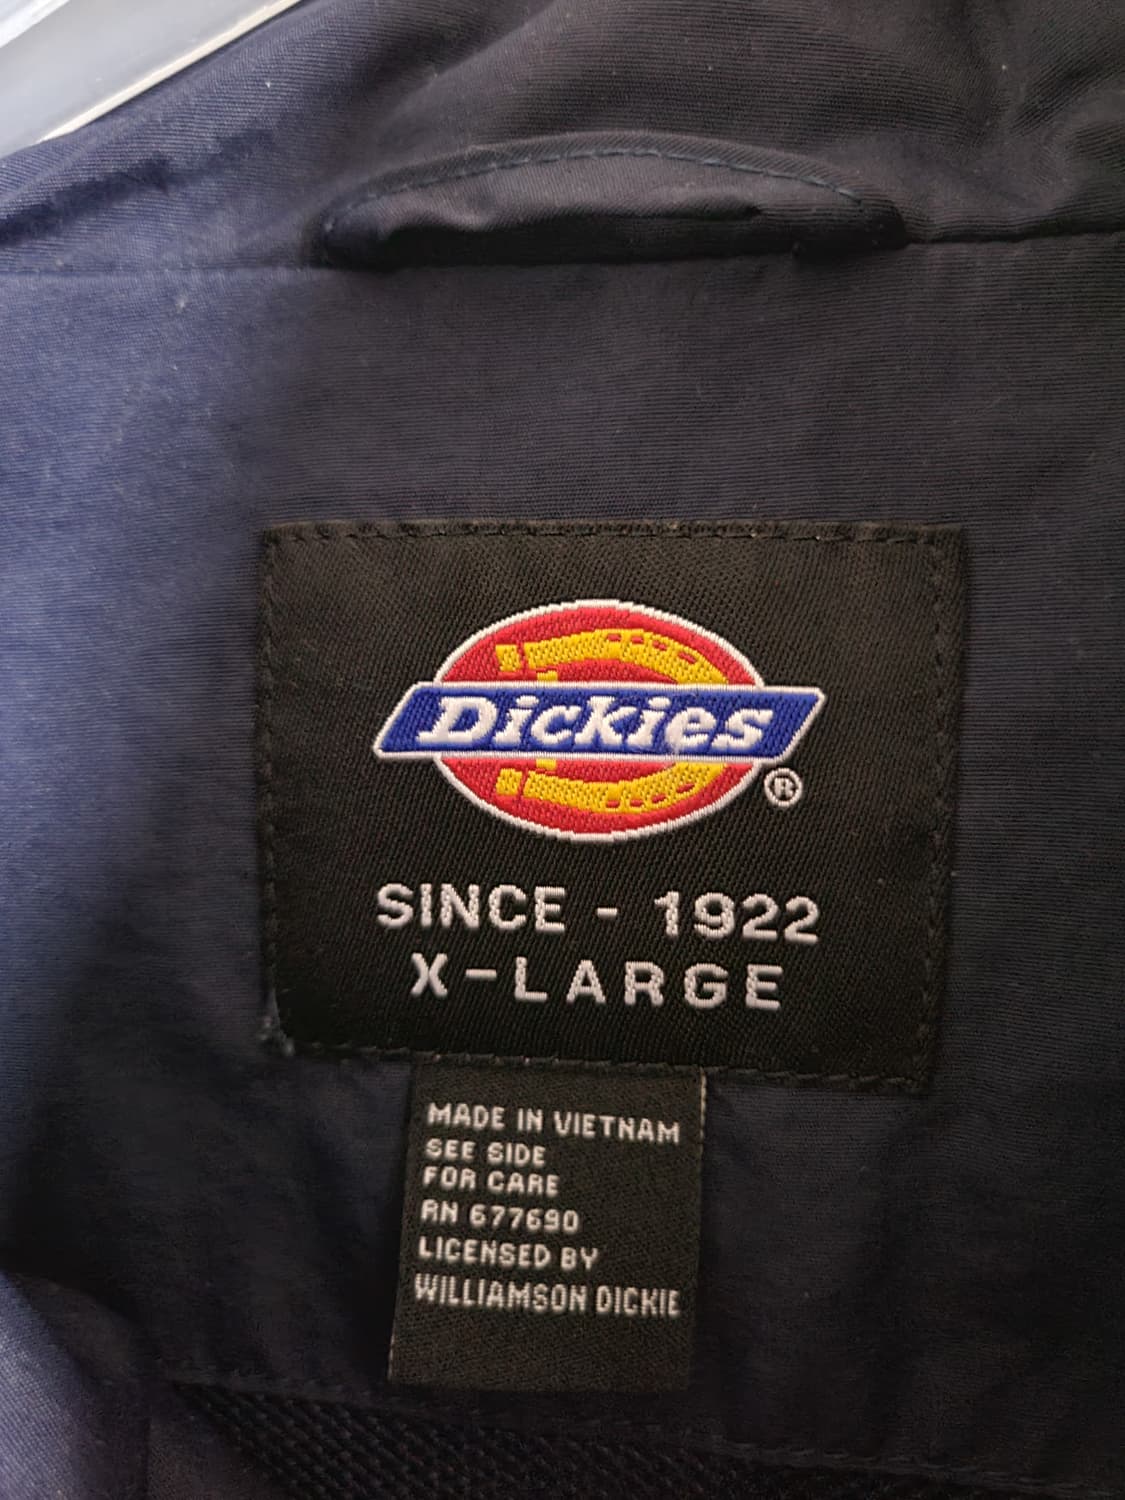 Dickies®
SINCE - 1922
X-LARGE
MADE IN VIETNAM
SEE SIDE
FOR CARE
RN 677690
LICENSED BY
WILLIAMSON DICKIE